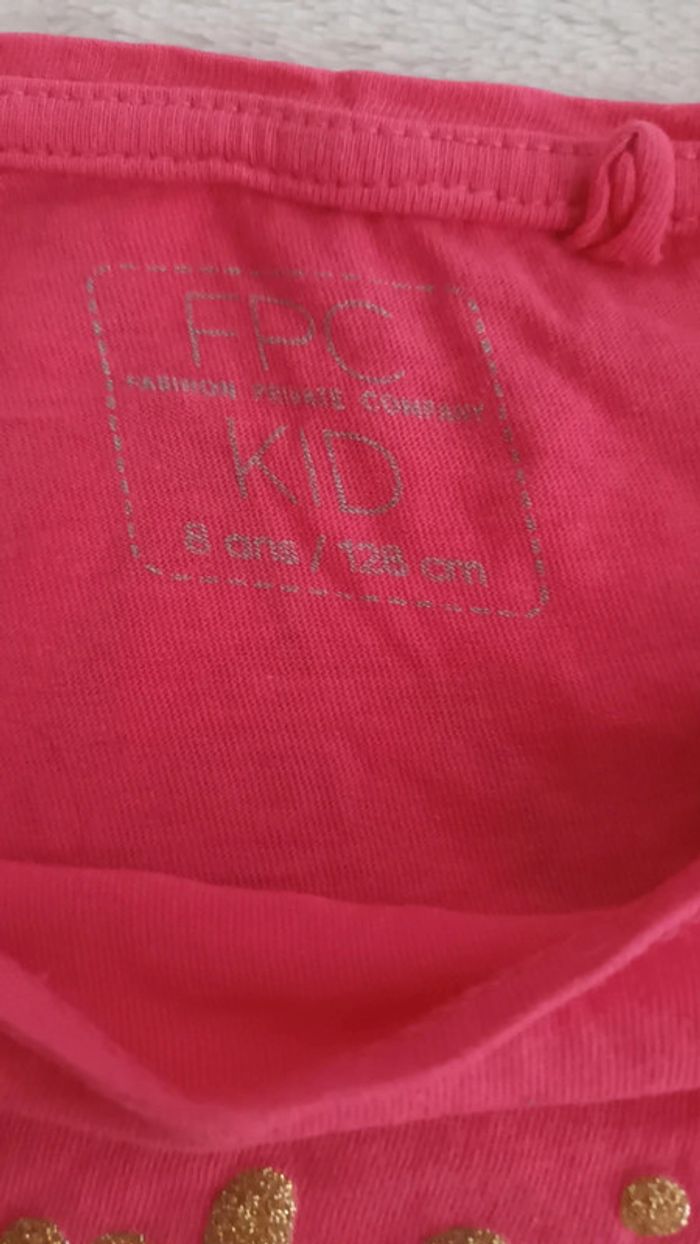 FPC
FASHION PRIVATE COMPANY
KID
8 ans / 128 cm